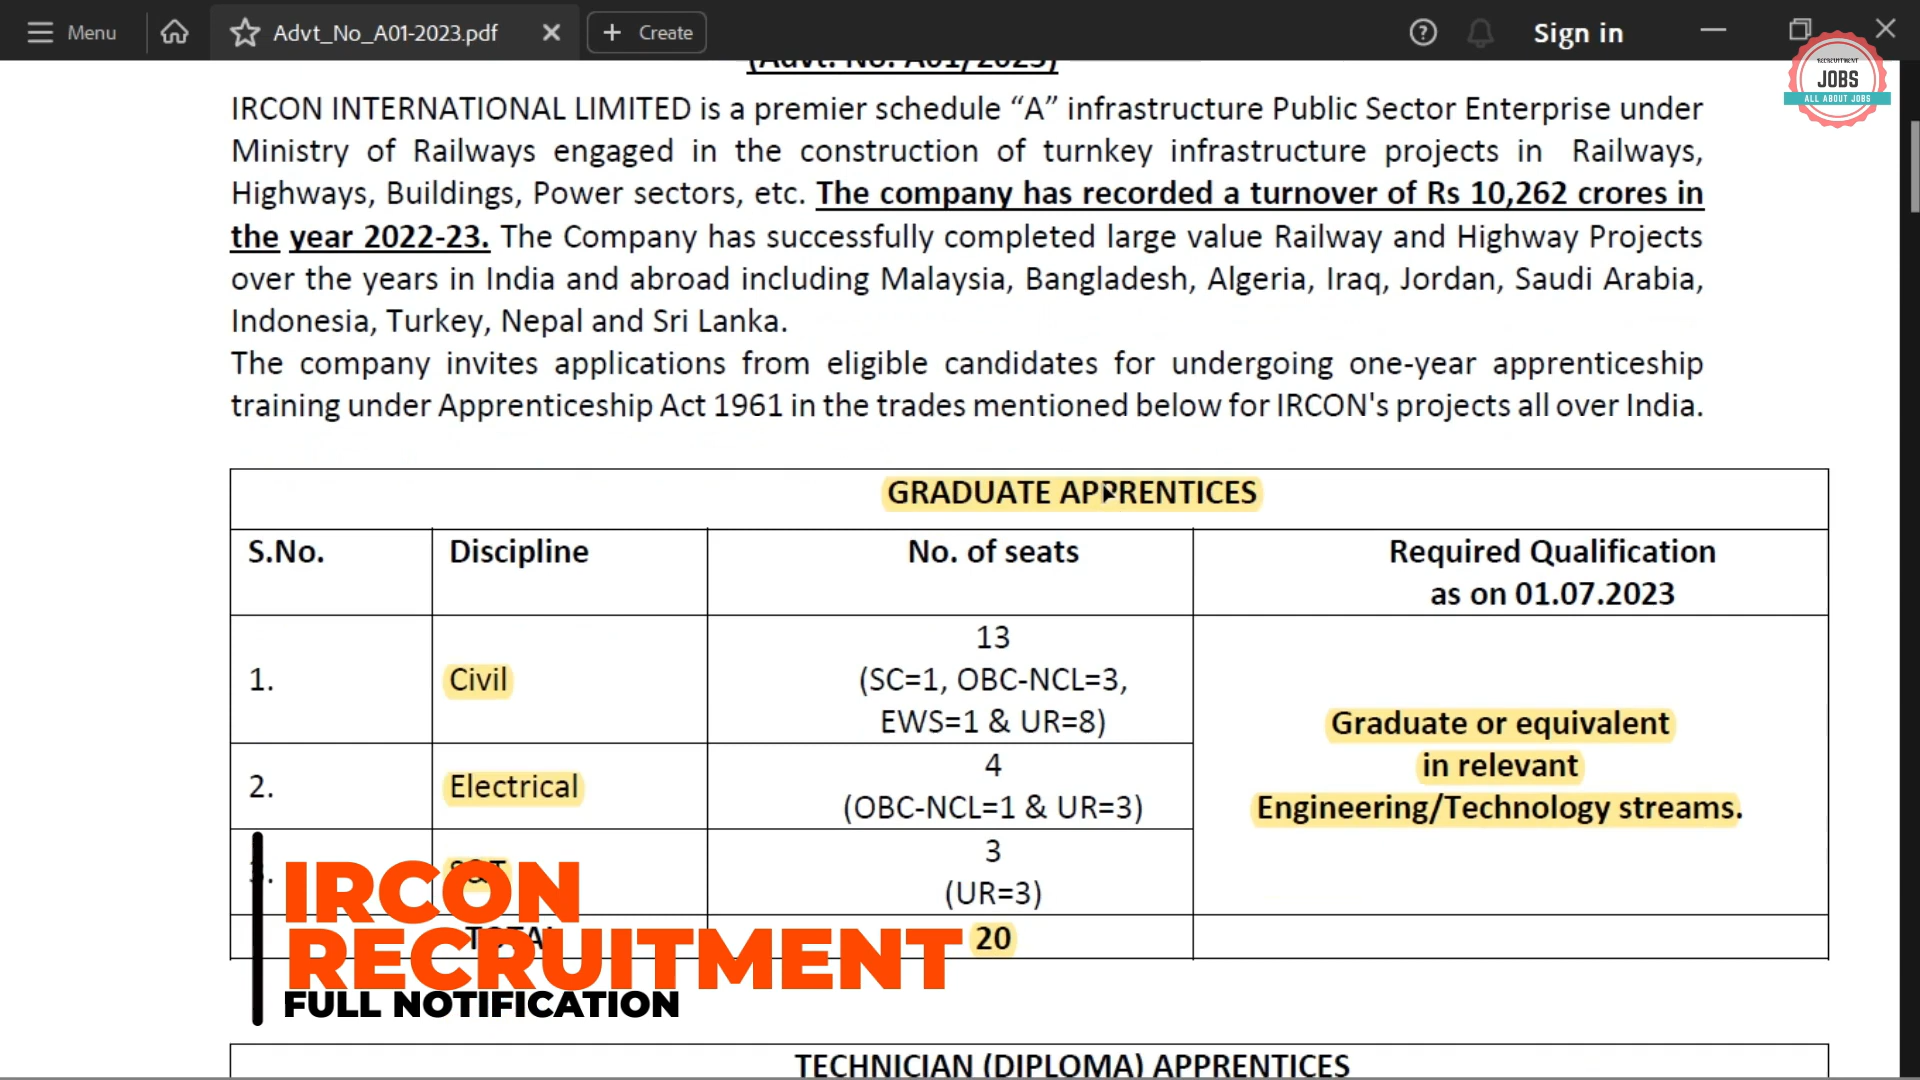 Menu
Advt_No_A01-2023.pdf
Create
Sign in
RECRUITMENT
JOBS
ALL ABOUT JOBS
(Advt. No. A01/2023)
IRCON INTERNATIONAL LIMITED is a premier schedule “A” infrastructure Public Sector Enterprise under
Ministry of Railways engaged in the construction of turnkey infrastructure projects in Railways,
Highways, Buildings, Power sectors, etc. The company has recorded a turnover of Rs 10,262 crores in
the year 2022-23. The Company has successfully completed large value Railway and Highway Projects
over the years in India and abroad including Malaysia, Bangladesh, Algeria, Iraq, Jordan, Saudi Arabia,
Indonesia, Turkey, Nepal and Sri Lanka.
The company invites applications from eligible candidates for undergoing one-year apprenticeship
training under Apprenticeship Act 1961 in the trades mentioned below for IRCON's projects all over India.
GRADUATE APPRENTICES
S.No. Discipline No. of seats Required Qualification
as on 01.07.2023
1. Civil 13
(SC=1, OBC-NCL=3,
EWS=1 & UR=8)
2. Electrical 4
(OBC-NCL=1 & UR=3)
Graduate or equivalent
in relevant
Engineering/Technology streams.
3. S&T 3
(UR=3)
TOTAL 20
IRCON
RECRUITMENT
FULL NOTIFICATION
TECHNICIAN (DIPLOMA) APPRENTICES